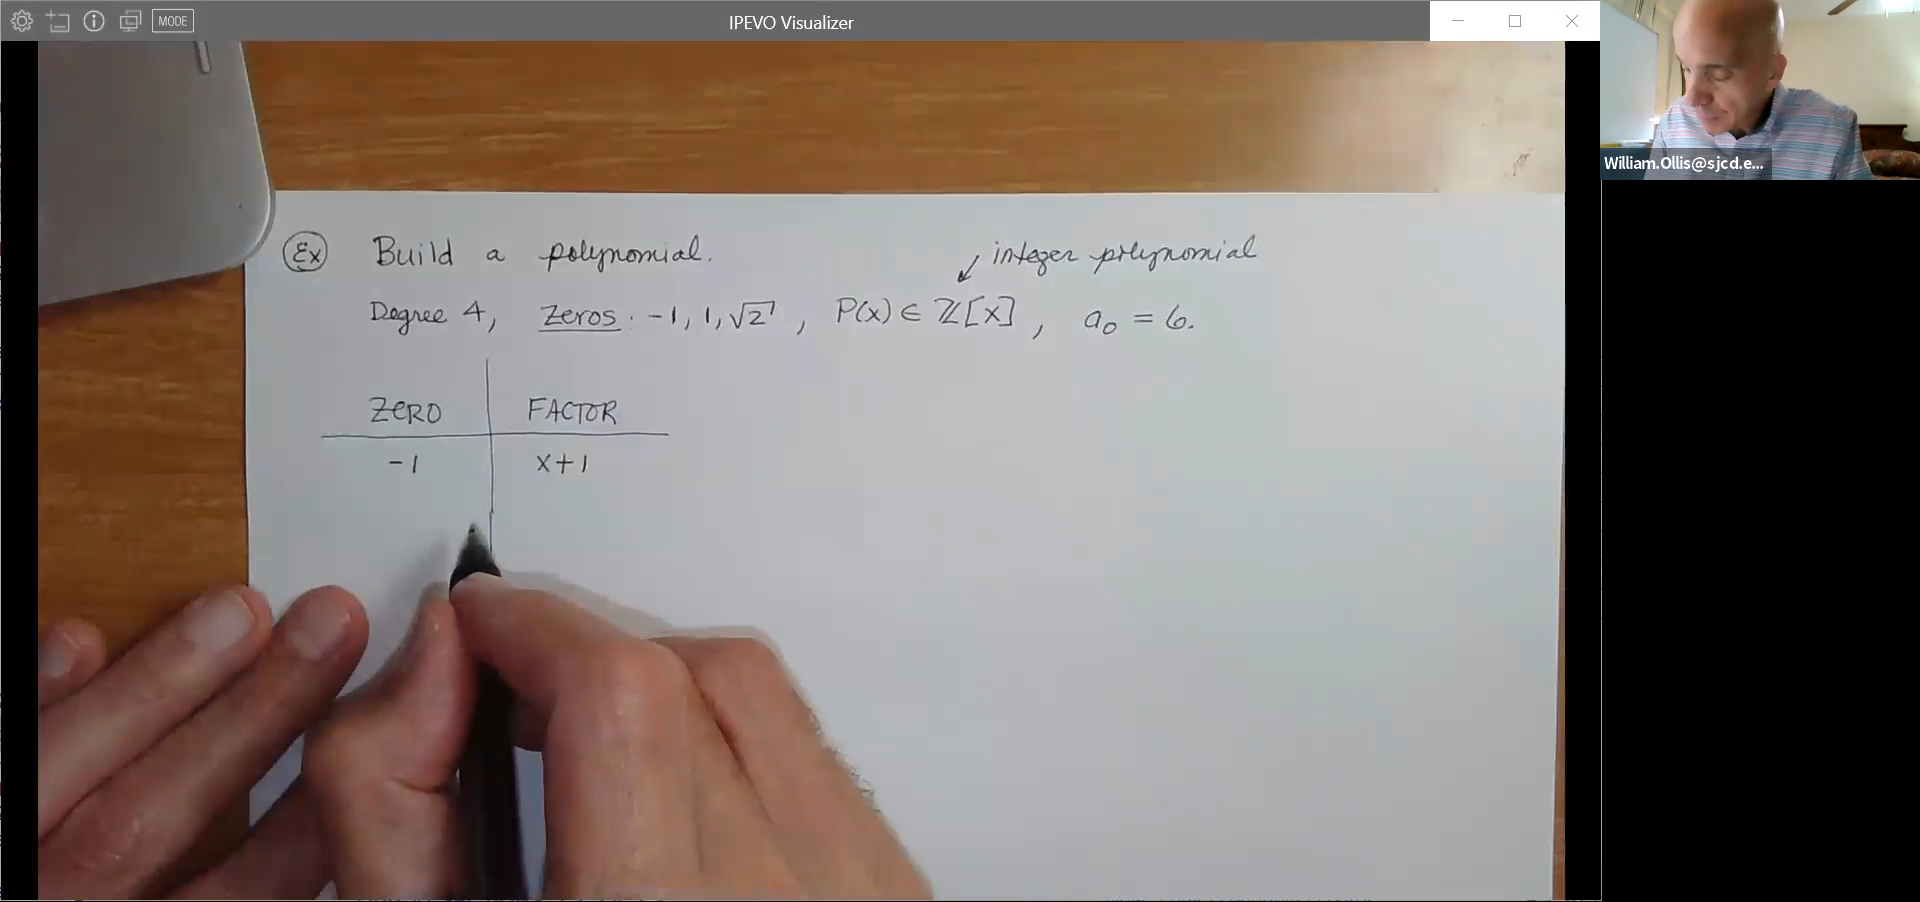 MODE
IPEVO Visualizer
William.Ollis@sjcd.e...
Ex Build a polynomial. ↙ integer polynomial
Degree 4, Zeros: -1, 1, √2, P(x) ∈ ℤ[x], a₀ = 6.
ZERO FACTOR
-1 x+1